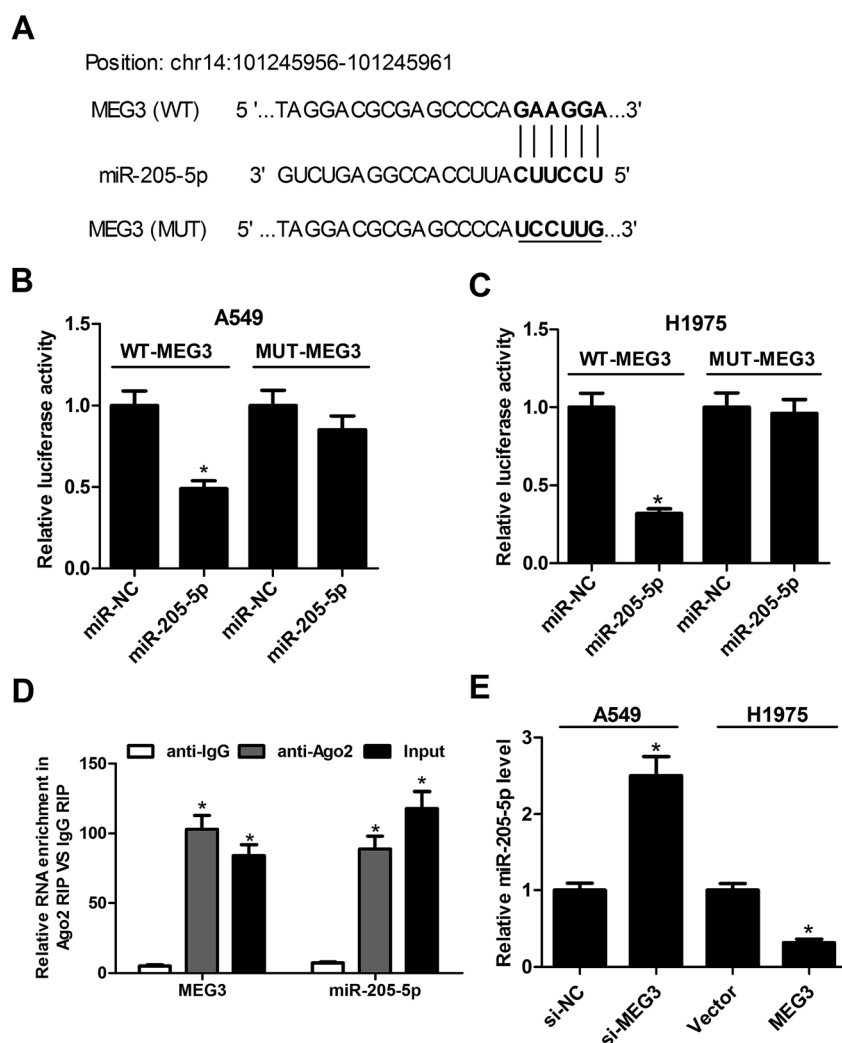 A
Position: chr14:101245956-101245961
MEG3 (WT) 5 '...TAGGACGCGAGCCCCAGAAGGA...3'
miR-205-5p 3' GUCUGAGGCCACCUUACUUCCU 5'
MEG3 (MUT) 5' ...TAGGACGCGAGCCCCAUCCUUG...3'
B
A549
WT-MEG3 MUT-MEG3
Relative luciferase activity
1.5
1.0
0.5
0.0
*
miR-NC
miR-205-5p
miR-NC
miR-205-5p
C
H1975
WT-MEG3 MUT-MEG3
Relative luciferase activity
1.5
1.0
0.5
0.0
*
miR-NC
miR-205-5p
miR-NC
miR-205-5p
D
anti-IgG anti-Ago2 Input
Relative RNA enrichment in
Ago2 RIP VS IgG RIP
150
100
50
0
* * * *
MEG3 miR-205-5p
E
A549 H1975
Relative miR-205-5p level
3
2
1
0
* *
si-NC
si-MEG3
Vector
MEG3